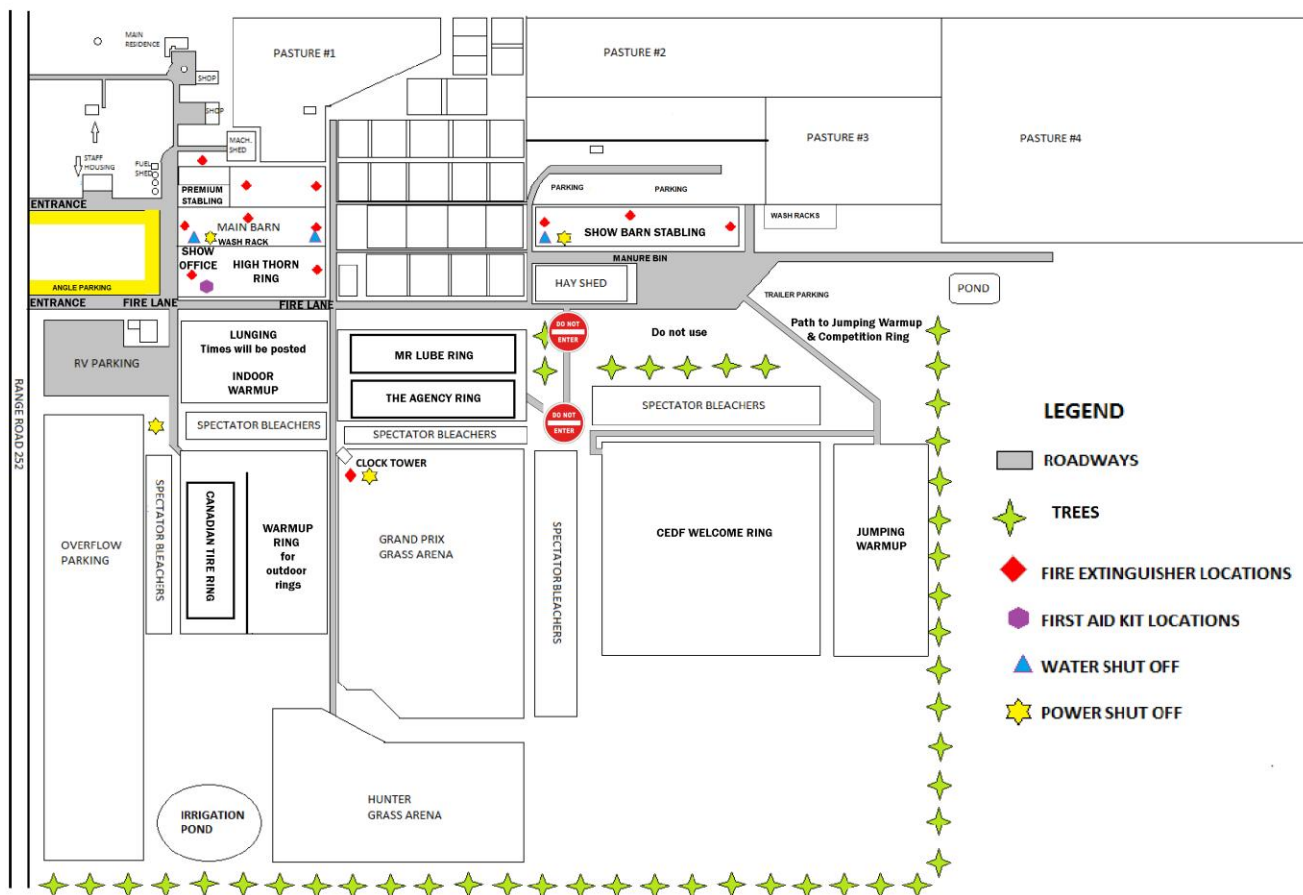 MAIN
RESIDENCE
PASTURE #1
PASTURE #2
SHOP
SHOP
MACH.
SHED
PASTURE #3
PASTURE #4
STAFF
HOUSING
FUEL
SHED
PREMIUM
STABLING
PARKING
PARKING
ENTRANCE
MAIN BARN
WASH RACK
SHOW BARN STABLING
WASH RACKS
SHOW
OFFICE
HIGH THORN
RING
MANURE BIN
HAY SHED
ANGLE PARKING
ENTRANCE
FIRE LANE
FIRE LANE
TRAILER PARKING
POND
LUNGING
Times will be posted
INDOOR
WARMUP
DO NOT
ENTER
Do not use
Path to Jumping Warmup
& Competition Ring
RV PARKING
MR LUBE RING
THE AGENCY RING
SPECTATOR BLEACHERS
DO NOT
ENTER
SPECTATOR BLEACHERS
SPECTATOR BLEACHERS
RANGE ROAD 252
CLOCK TOWER
SPECTATOR BLEACHERS
CANADIAN TIRE RING
WARMUP
RING
for
outdoor
rings
OVERFLOW
PARKING
GRAND PRIX
GRASS ARENA
SPECTATOR BLEACHERS
CEDF WELCOME RING
JUMPING
WARMUP
HUNTER
GRASS ARENA
IRRIGATION
POND
LEGEND
ROADWAYS
TREES
FIRE EXTINGUISHER LOCATIONS
FIRST AID KIT LOCATIONS
WATER SHUT OFF
POWER SHUT OFF